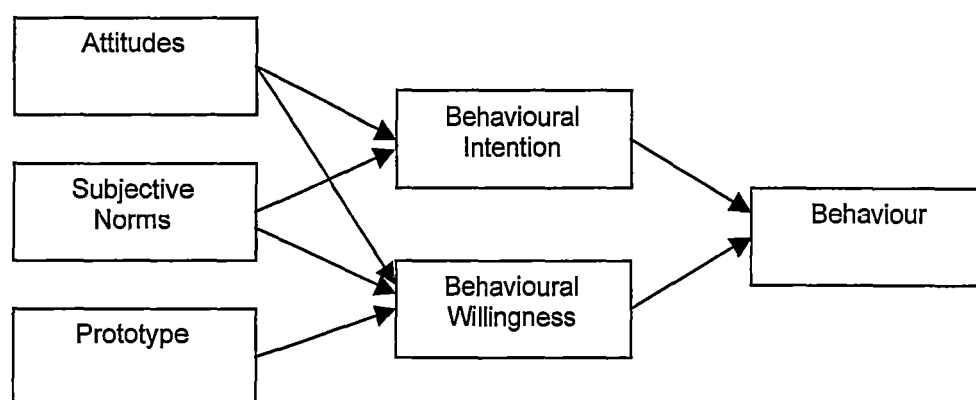 Attitudes
Subjective
Norms
Prototype
Behavioural
Intention
Behavioural
Willingness
Behaviour